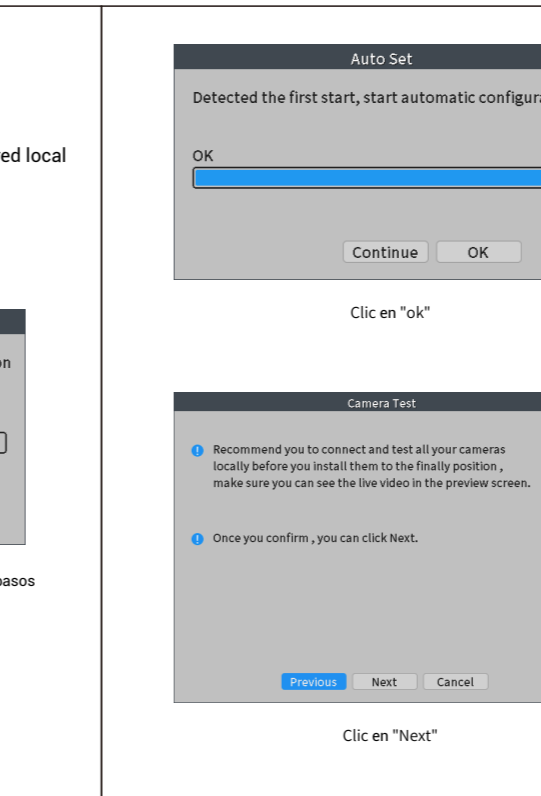 local
pasos
Auto Set
Detected the first start, start automatic
OK
Continue OK
Clic en "ok"
Camera Test
Recommend you to connect and test all your cameras
locally before you install them to the finally position ,
make sure you can see the live video in the preview screen.
Once you confirm , you can click Next.
Previous Next Cancel
Clic en "Next"